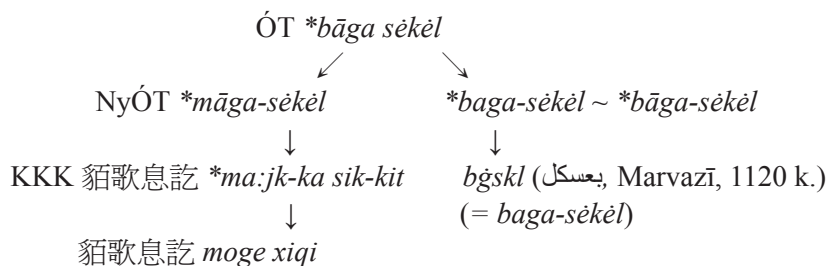 ÓT *bāga sėkėl
NyÓT *māga-sėkėl *baga-sėkėl ~ *bāga-sėkėl
KKK 貊歌息訖 *ma:jk-ka sik-kit bġskl (بعسكل, Marvazī, 1120 k.)
(= baga-sėkėl)
貊歌息訖 moge xiqi